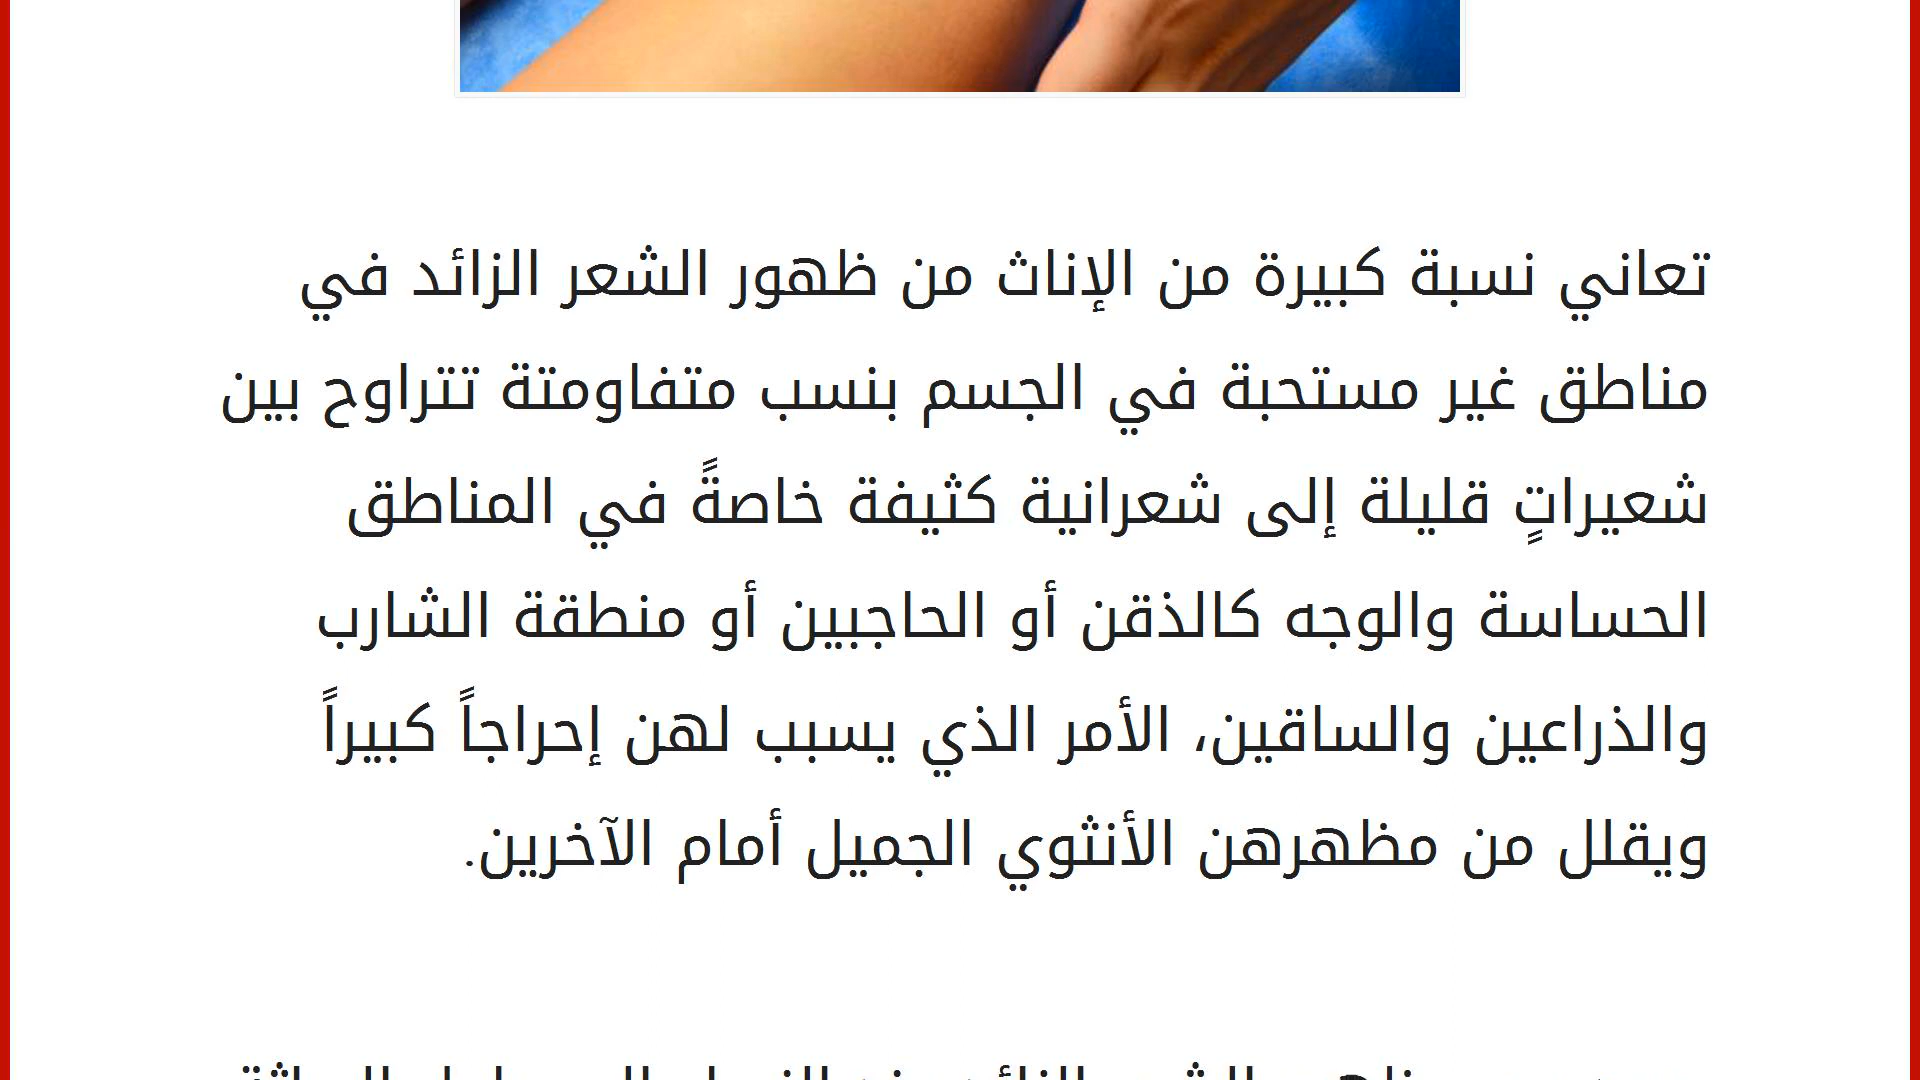 تعاني نسبة كبيرة من الإناث من ظهور الشعر الزائد في
مناطق غير مستحبة في الجسم بنسب متفاومتة تتراوح بين
شعيراتٍ قليلة إلى شعرانية كثيفة خاصةً في المناطق
الحساسة والوجه كالذقن أو الحاجبين أو منطقة الشارب
والذراعين والساقين، الأمر الذي يسبب لهن إحراجاً كبيراً
ويقلل من مظهرهن الأنثوي الجميل أمام الآخرين.